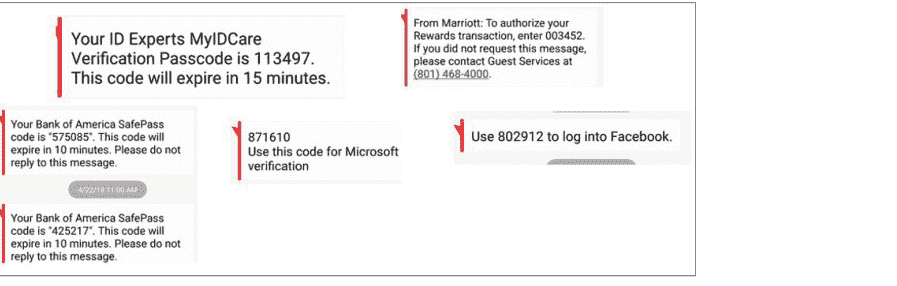 Your ID Experts MyIDCare
Verification Passcode is 113497.
This code will expire in 15 minutes.
From Marriott: To authorize your
Rewards transaction, enter 003452.
If you did not request this message,
please contact Guest Services at
(801) 468-4000.
Your Bank of America SafePass
code is "575085". This code will
expire in 10 minutes. Please do not
reply to this message.
4/22/18 11:00 AM
Your Bank of America SafePass
code is "425217". This code will
expire in 10 minutes. Please do not
reply to this message.
871610
Use this code for Microsoft
verification
Use 802912 to log into Facebook.